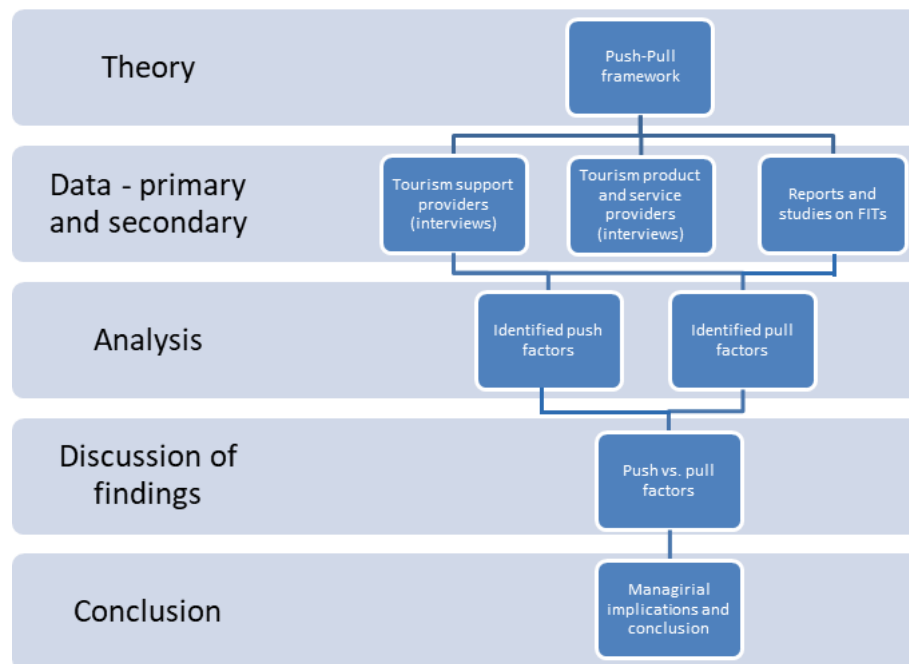 Theory
Push-Pull
framework
Data - primary
and secondary
Tourism support
providers
(interviews)
Tourism product
and service
providers
(interviews)
Reports and
studies on FITs
Analysis
Identified push
factors
Identified pull
factors
Discussion of
findings
Push vs. pull
factors
Conclusion
Managirial
implications and
conclusion